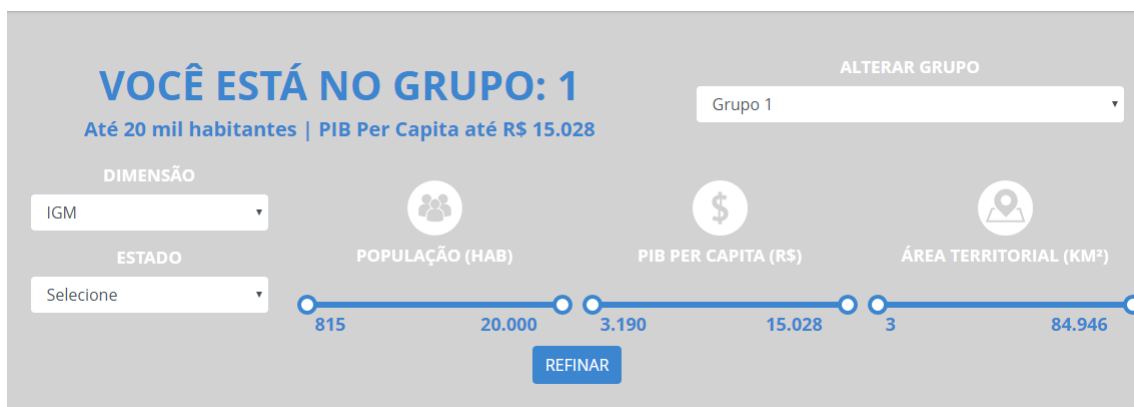 VOCÊ ESTÁ NO GRUPO: 1
Até 20 mil habitantes | PIB Per Capita até R$ 15.028
ALTERAR GRUPO
Grupo 1
DIMENSÃO
IGM
ESTADO
Selecione
POPULAÇÃO (HAB)
815 20.000
PIB PER CAPITA (R$)
3.190 15.028
ÁREA TERRITORIAL (KM²)
3 84.946
REFINAR